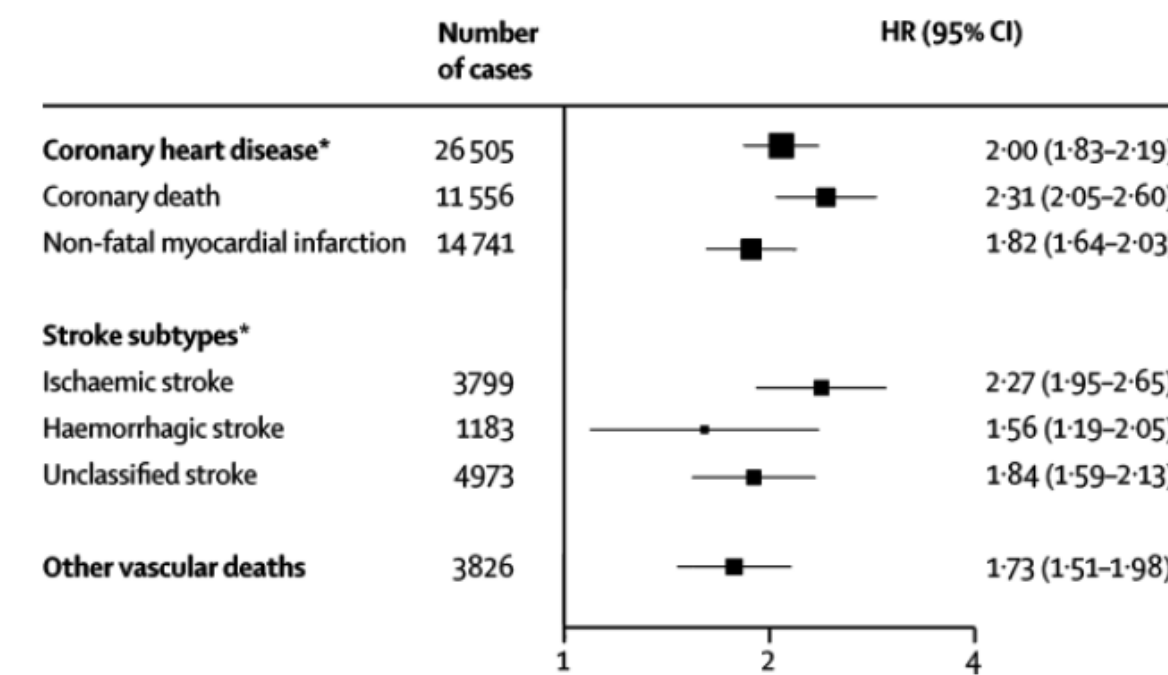 Number of cases HR (95% CI)
Coronary heart disease* 26 505 2·00 (1·83–2·19)
Coronary death 11 556 2·31 (2·05–2·60)
Non-fatal myocardial infarction 14 741 1·82 (1·64–2·03
Stroke subtypes*
Ischaemic stroke 3799 2·27 (1·95–2·65)
Haemorrhagic stroke 1183 1·56 (1·19–2·05)
Unclassified stroke 4973 1·84 (1·59–2·13)
Other vascular deaths 3826 1·73 (1·51–1·98)
1 2 4